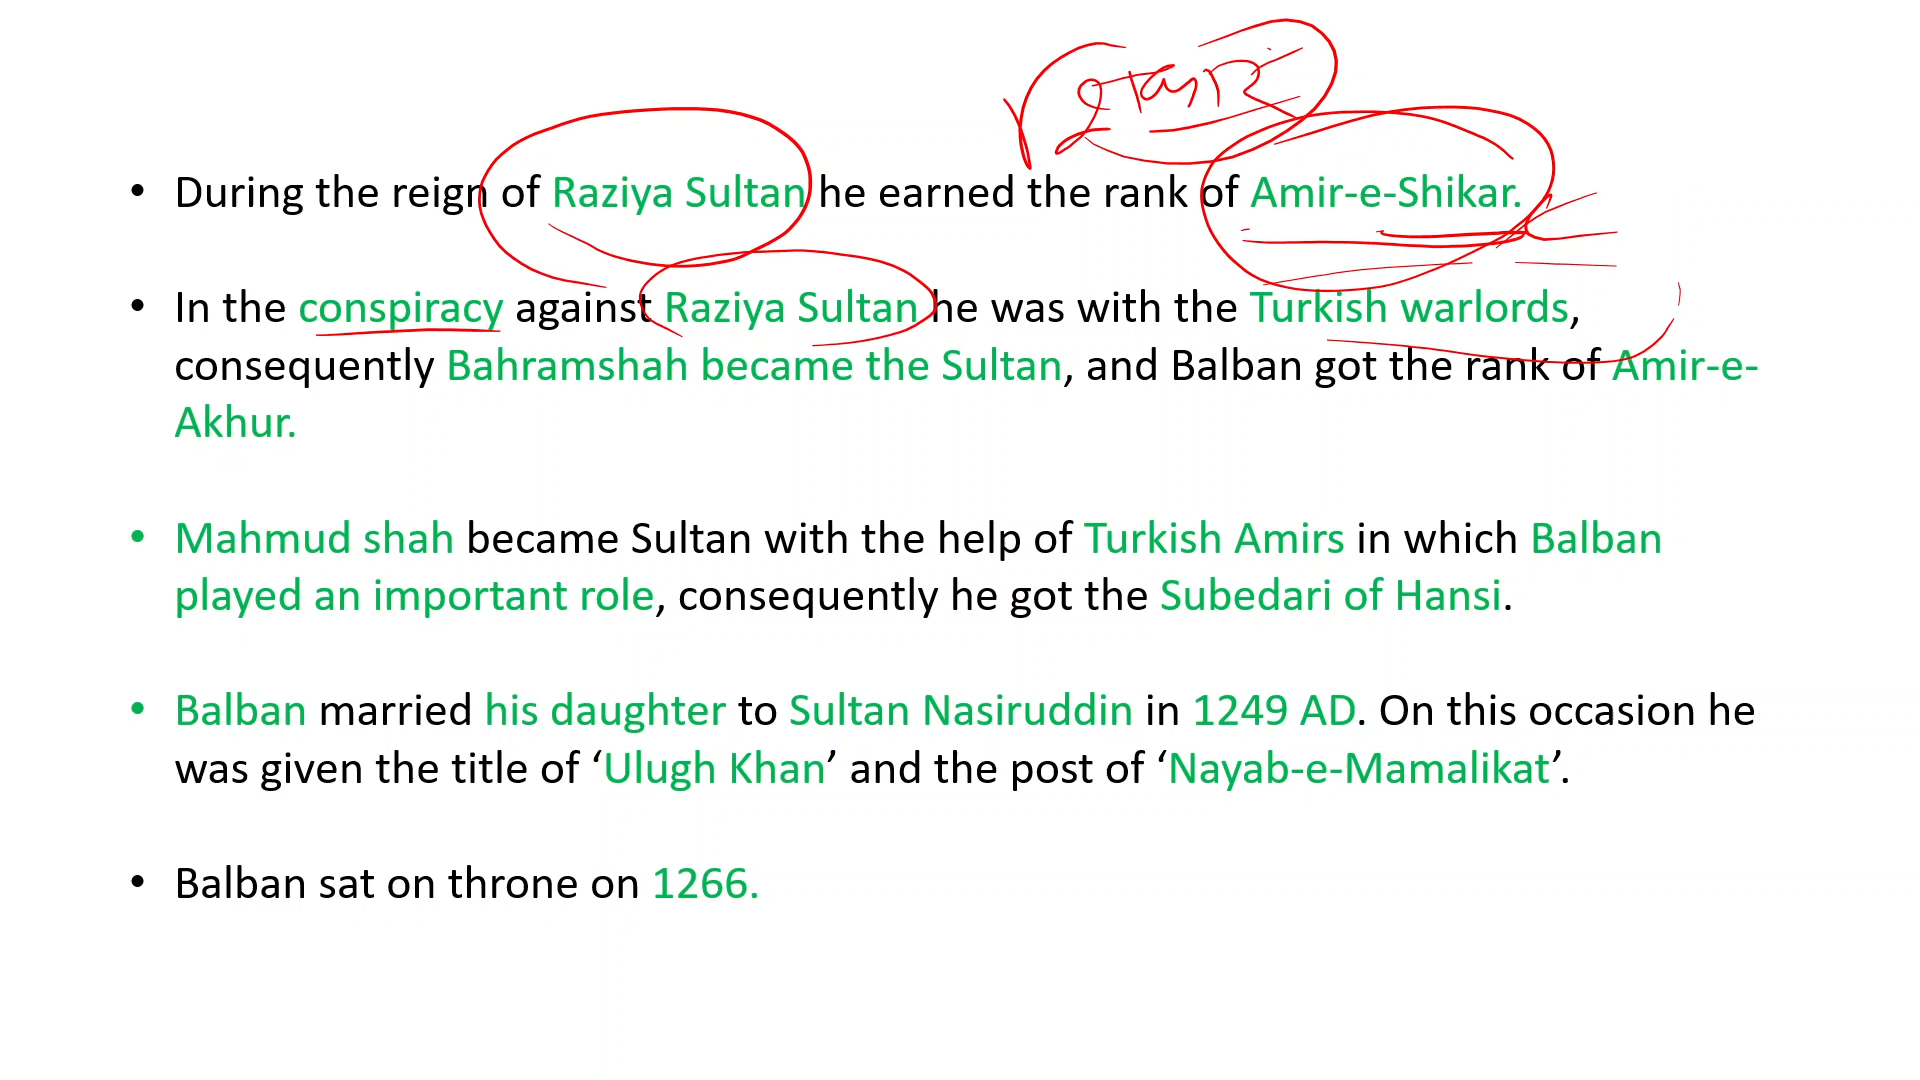 • During the reign of Raziya Sultan he earned the rank of Amir-e-Shikar.
• In the conspiracy against Raziya Sultan he was with the Turkish warlords,
consequently Bahramshah became the Sultan, and Balban got the rank of Amir-e-
Akhur.
• Mahmud shah became Sultan with the help of Turkish Amirs in which Balban
played an important role, consequently he got the Subedari of Hansi.
• Balban married his daughter to Sultan Nasiruddin in 1249 AD. On this occasion he
was given the title of ‘Ulugh Khan’ and the post of ‘Nayab-e-Mamalikat’.
• Balban sat on throne on 1266.